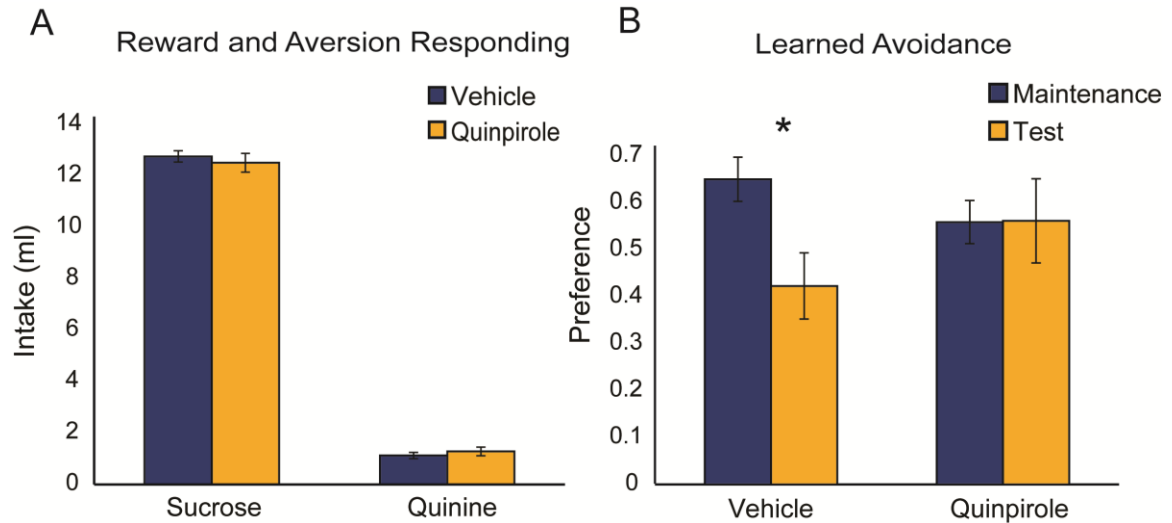 A
Reward and Aversion Responding
Vehicle
Quinpirole
14
12
10
8
6
4
2
0
Intake (ml)
Sucrose
Quinine
B
Learned Avoidance
Maintenance
Test
*
0.7
0.6
0.5
0.4
0.3
0.2
0.1
0
Preference
Vehicle
Quinpirole